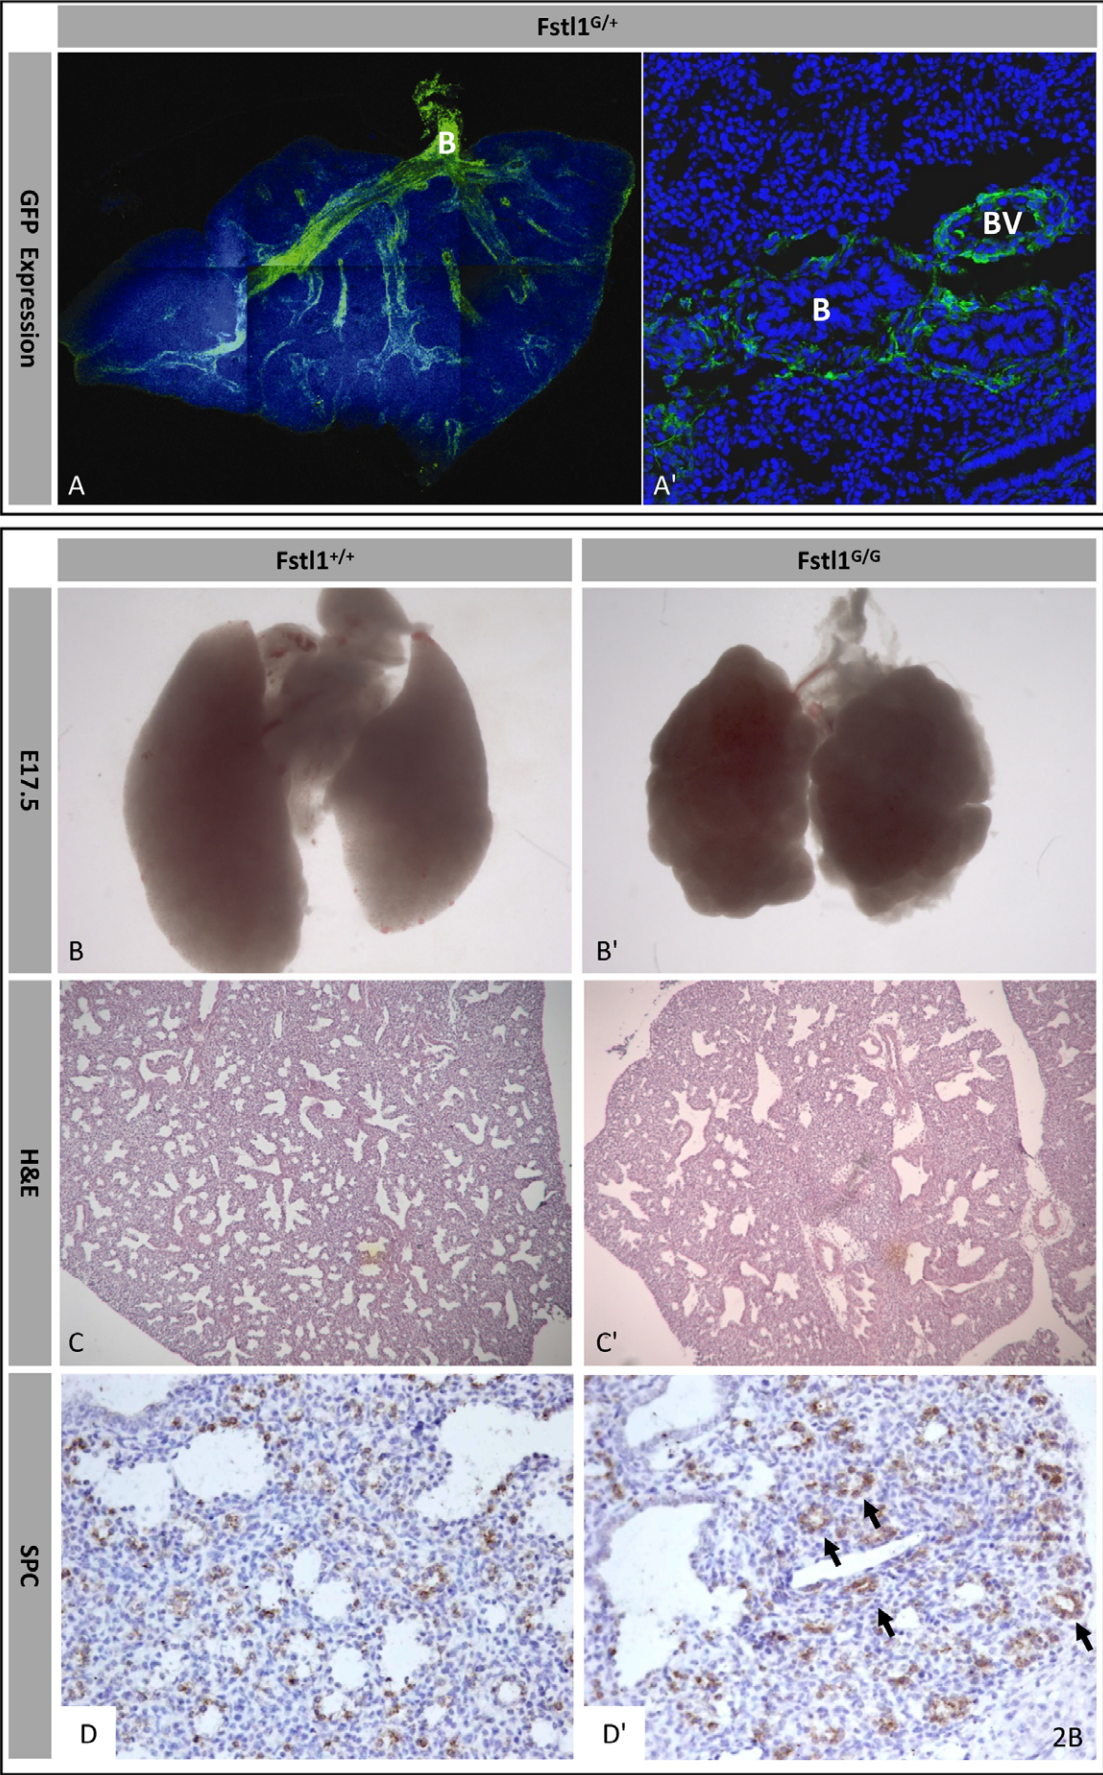 Fstl1G/+
GFP Expression
B
BV
B
A
A'
Fstl1+/+
Fstl1G/G
E17.5
B
B'
H&E
C
C'
SPC
D
D'
2B